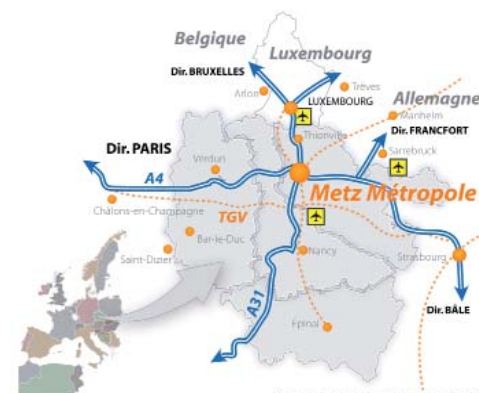 Belgique
Luxembourg
Dir. BRUXELLES
Arlon
Trèves
LUXEMBOURG
Allemagne
Manheim
Thionville
Dir. FRANCFORT
Dir. PARIS
Verdun
Sarrebruck
A4
Metz Métropole
Châlons-en-Champagne
TGV
Bar-le-Duc
Saint-Dizier
Nancy
Strasbourg
A31
Dir. BÂLE
Epinal